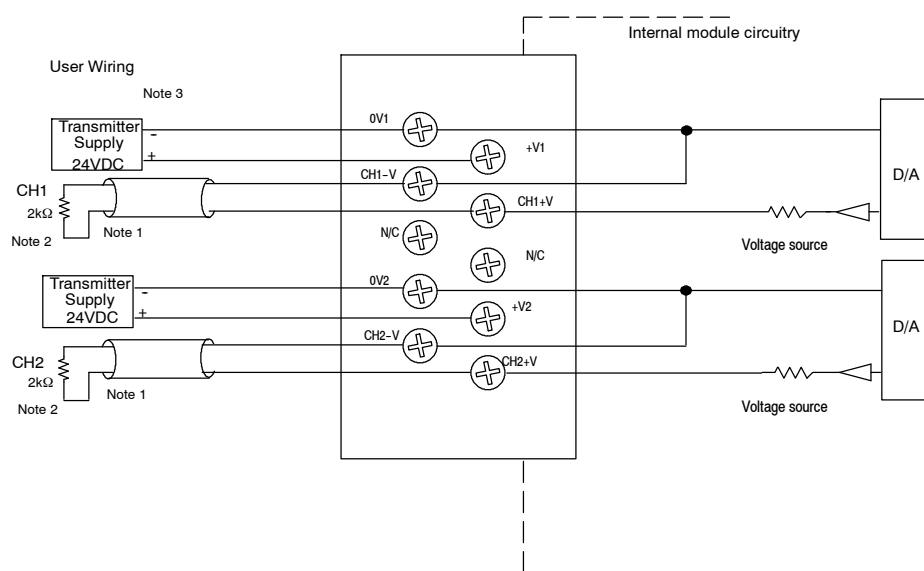 Internal module circuitry
User Wiring
Note 3
Transmitter
Supply
24VDC
-
+
0V1
+V1
CH1−V
CH1+V
D/A
CH1
2kΩ
Note 2
Note 1
Voltage source
N/C
N/C
Transmitter
Supply
24VDC
-
+
0V2
+V2
CH2−V
CH2+V
D/A
CH2
2kΩ
Note 2
Note 1
Voltage source